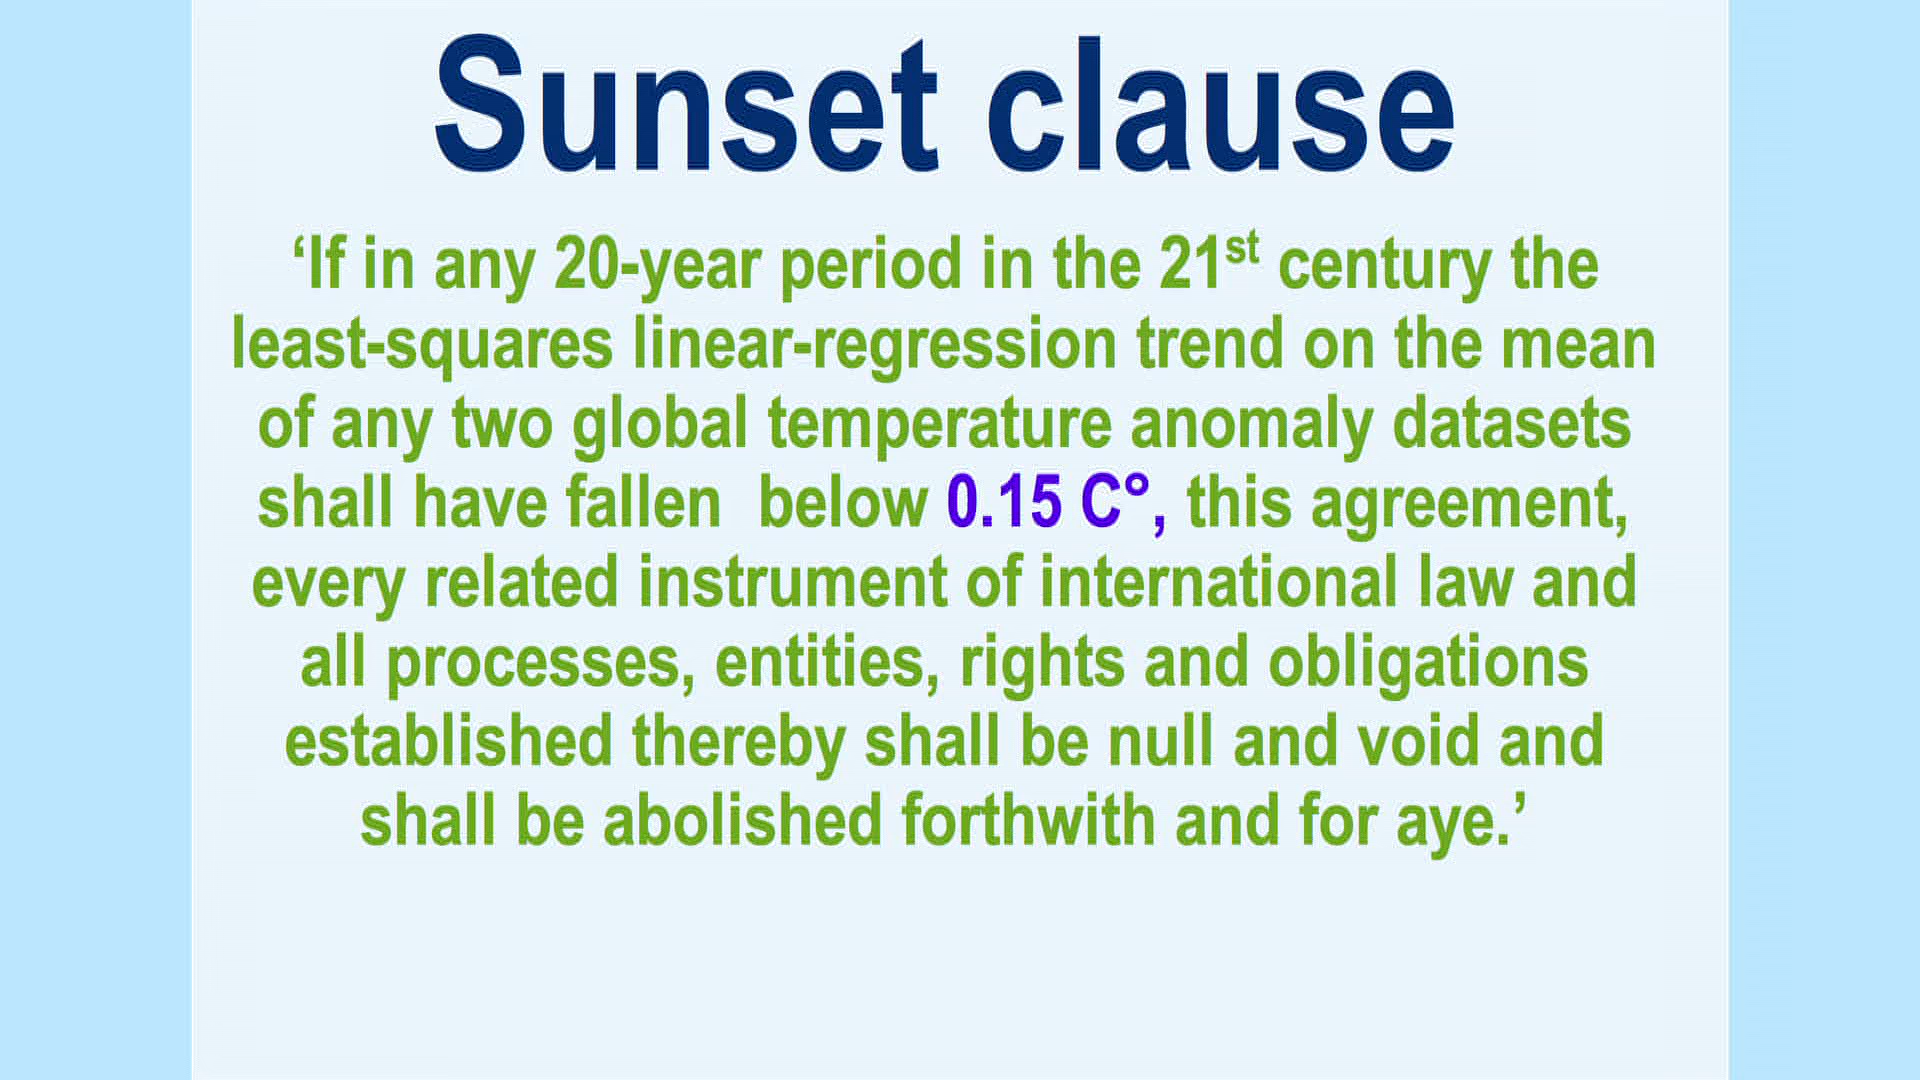 Sunset clause
‘If in any 20-year period in the 21st century the
least-squares linear-regression trend on the mean
of any two global temperature anomaly datasets
shall have fallen  below 0.15 C°, this agreement,
every related instrument of international law and
all processes, entities, rights and obligations
established thereby shall be null and void and
shall be abolished forthwith and for aye.’